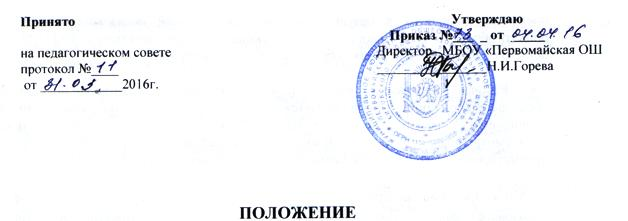 Принято
на педагогическом совете
протокол № 11
от 31.03. 2016г.
Утверждаю
Приказ № 73 от 04.04.16
Директор МБОУ «Первомайская ОШ
Н.И.Горева
ПОЛОЖЕНИЕ